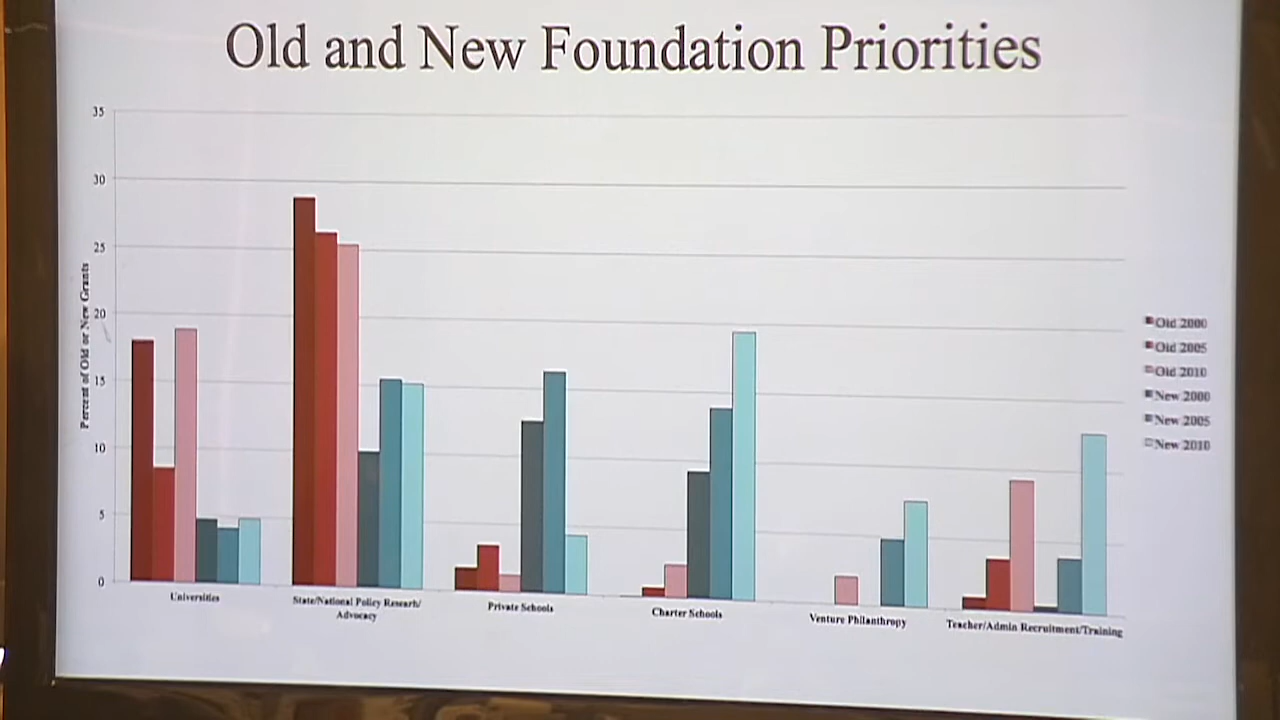 Old and New Foundation Priorities
35
30
25
20
15
10
5
0
Percent of Old or New Grants
Universities
State/National Policy Research/
Advocacy
Private Schools
Charter Schools
Venture Philanthropy
Teacher/Admin Recruitment/Training
Old 2000
Old 2005
Old 2010
New 2000
New 2005
New 2010